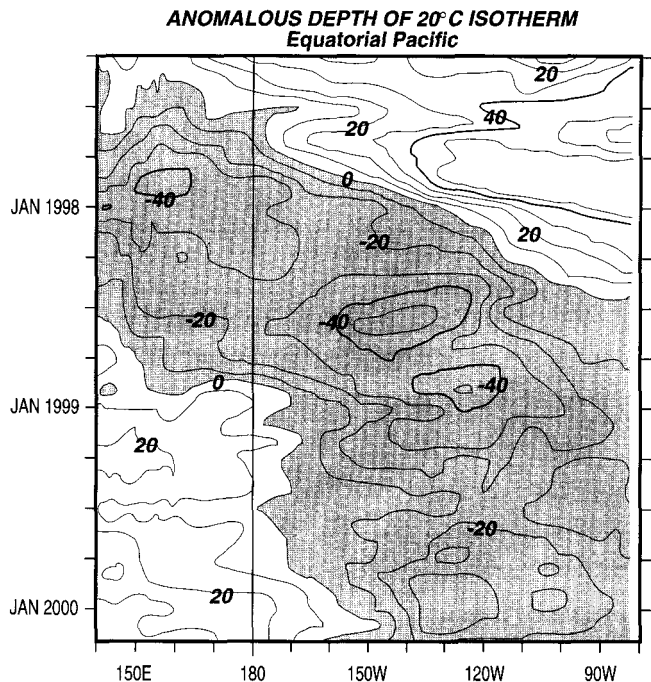 ANOMALOUS DEPTH OF 20°C ISOTHERM
Equatorial Pacific
20
40
20
0
-40
JAN 1998
-20
20
-40
-20
-40
0
JAN 1999
20
-20
20
JAN 2000
150E 180 150W 120W 90W